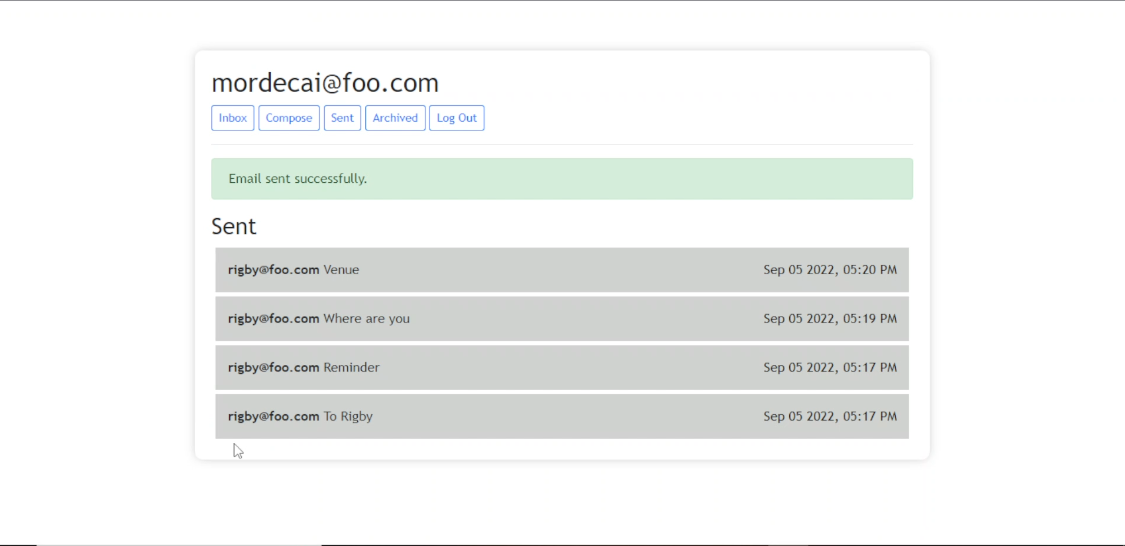 mordecai@foo.com
Inbox Compose Sent Archived Log Out
Email sent successfully.
Sent
rigby@foo.com Venue Sep 05 2022, 05:20 PM
rigby@foo.com Where are you Sep 05 2022, 05:19 PM
rigby@foo.com Reminder Sep 05 2022, 05:17 PM
rigby@foo.com To Rigby Sep 05 2022, 05:17 PM